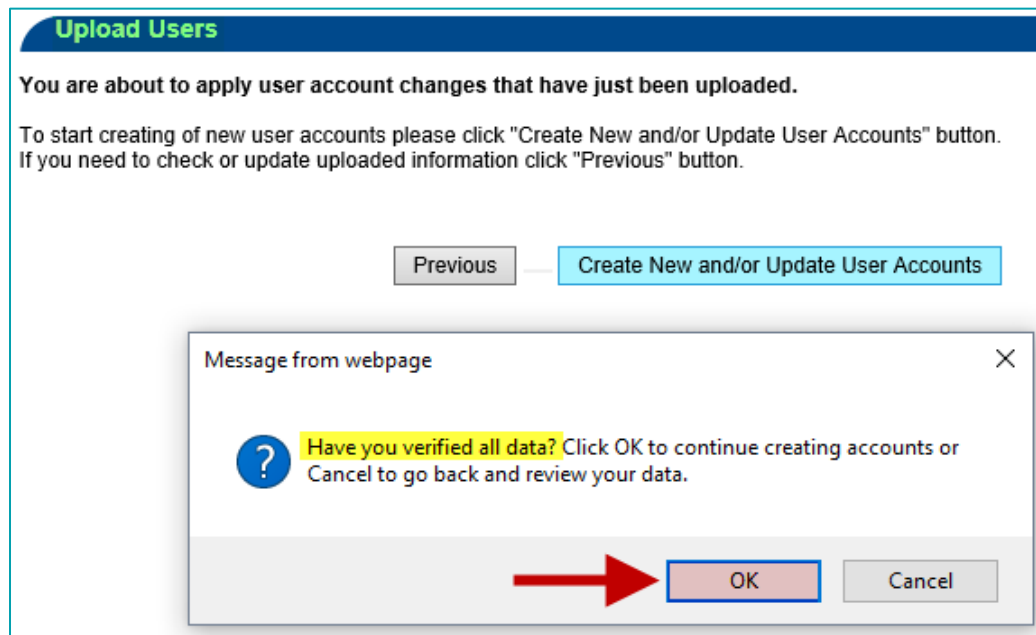 Upload Users
You are about to apply user account changes that have just been uploaded.
To start creating of new user accounts please click "Create New and/or Update User Accounts" button.
If you need to check or update uploaded information click "Previous" button.
Previous
Create New and/or Update User Accounts
Message from webpage
Have you verified all data? Click OK to continue creating accounts or
Cancel to go back and review your data.
OK
Cancel